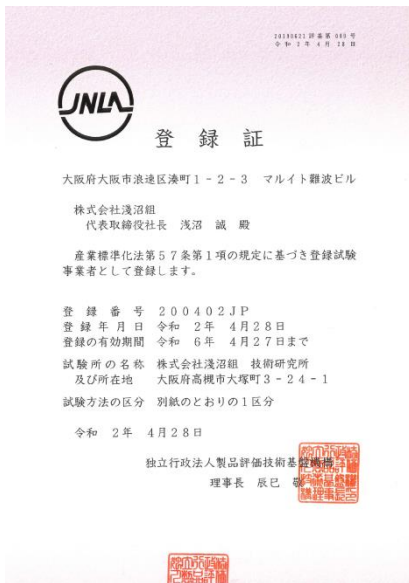 令和2年4月28日
JNLA
登録証
大阪府大阪市浪速区湊町1-2-3 マルイト難波ビル
株式会社淺沼組
代表取締役社長 浅沼 誠 殿
産業標準化法第57条第1項の規定に基づき登録試験
事業者として登録します。
登録番号 200402JP
登録年月日 令和 2年 4月28日
登録の有効期間 令和 6年 4月27日まで
試験所の名称 株式会社淺沼組 技術研究所
及び所在地 大阪府高槻市大塚町3-24-1
試験方法の区分 別紙のとおりの1区分
令和 2年 4月28日
独立行政法人製品評価技術基盤機構
理事長 辰巳 敬